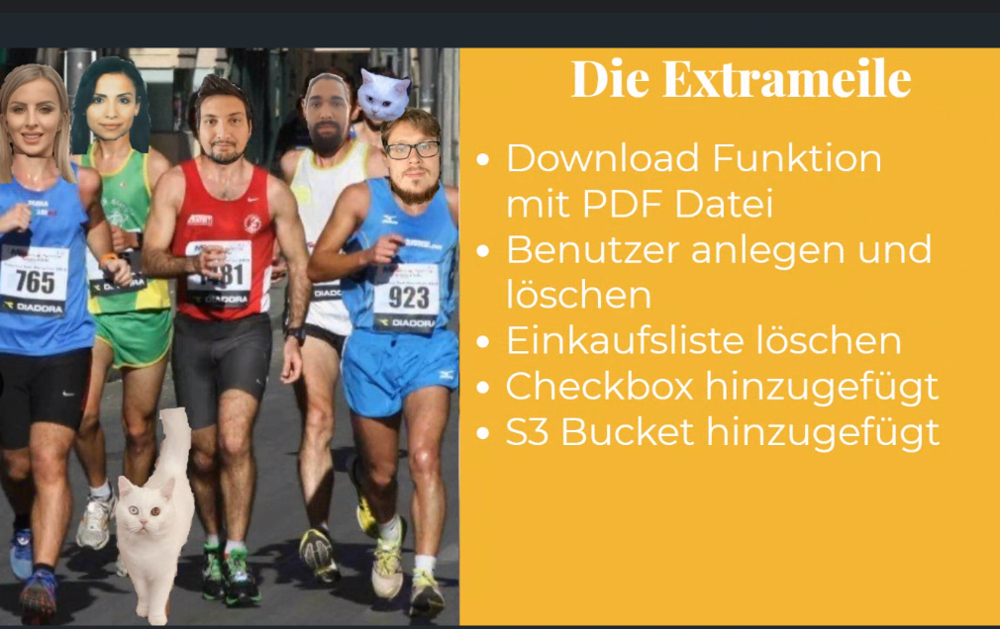 Die Extrameile
• Download Funktion
mit PDF Datei
• Benutzer anlegen und
löschen
• Einkaufsliste löschen
• Checkbox hinzugefügt
• S3 Bucket hinzugefügt
765
DIADORA
81
DIADORA
923
DIADORA